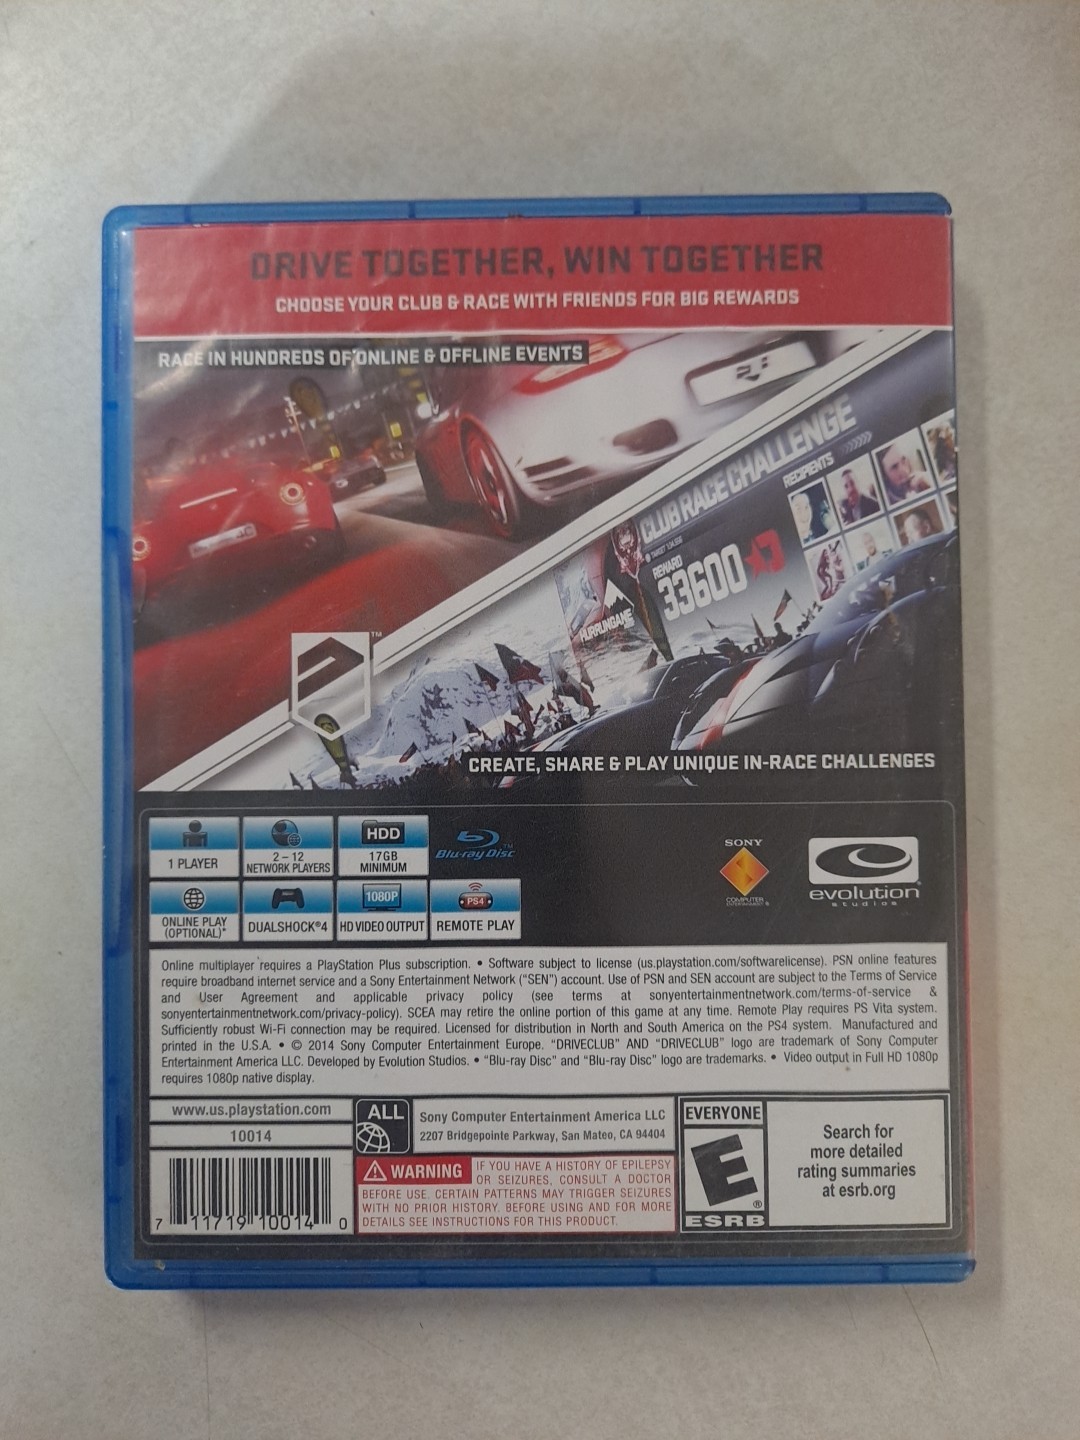 DRIVE TOGETHER, WIN TOGETHER
CHOOSE YOUR CLUB & RACE WITH FRIENDS FOR BIG REWARDS
RACE IN HUNDREDS OF ONLINE & OFFLINE EVENTS
CLUB RACE CHALLENGE
RECIPIENTS
REWARD
33600
™
CREATE, SHARE & PLAY UNIQUE IN-RACE CHALLENGES
1 PLAYER
2 – 12
NETWORK PLAYERS
HDD
17GB
MINIMUM
Blu-ray Disc™
ONLINE PLAY
(OPTIONAL)*
DUALSHOCK®4
1080P
HD VIDEO OUTPUT
PS4
REMOTE PLAY
SONY
COMPUTER
ENTERTAINMENT®
evolution
studios
Online multiplayer requires a PlayStation Plus subscription. • Software subject to license (us.playstation.com/softwarelicense). PSN online features
require broadband internet service and a Sony Entertainment Network (“SEN”) account. Use of PSN and SEN account are subject to the Terms of Service
and User Agreement and applicable privacy policy (see terms at sonyentertainmentnetwork.com/terms-of-service &
sonyentertainmentnetwork.com/privacy-policy). SCEA may retire the online portion of this game at any time. Remote Play requires PS Vita system.
Sufficiently robust Wi-Fi connection may be required. Licensed for distribution in North and South America on the PS4 system. Manufactured and
printed in the U.S.A. • © 2014 Sony Computer Entertainment Europe. “DRIVECLUB” AND “DRIVECLUB” logo are trademark of Sony Computer
Entertainment America LLC. Developed by Evolution Studios. • “Blu-ray Disc” and “Blu-ray Disc” logo are trademarks. • Video output in Full HD 1080p
requires 1080p native display.
www.us.playstation.com
10014
ALL
Sony Computer Entertainment America LLC
2207 Bridgepointe Parkway, San Mateo, CA 94404
WARNING
IF YOU HAVE A HISTORY OF EPILEPSY
OR SEIZURES, CONSULT A DOCTOR
BEFORE USE. CERTAIN PATTERNS MAY TRIGGER SEIZURES
WITH NO PRIOR HISTORY. BEFORE USING AND FOR MORE
DETAILS SEE INSTRUCTIONS FOR THIS PRODUCT.
7 11719 10014 0
EVERYONE
E
®
ESRB
Search for
more detailed
rating summaries
at esrb.org